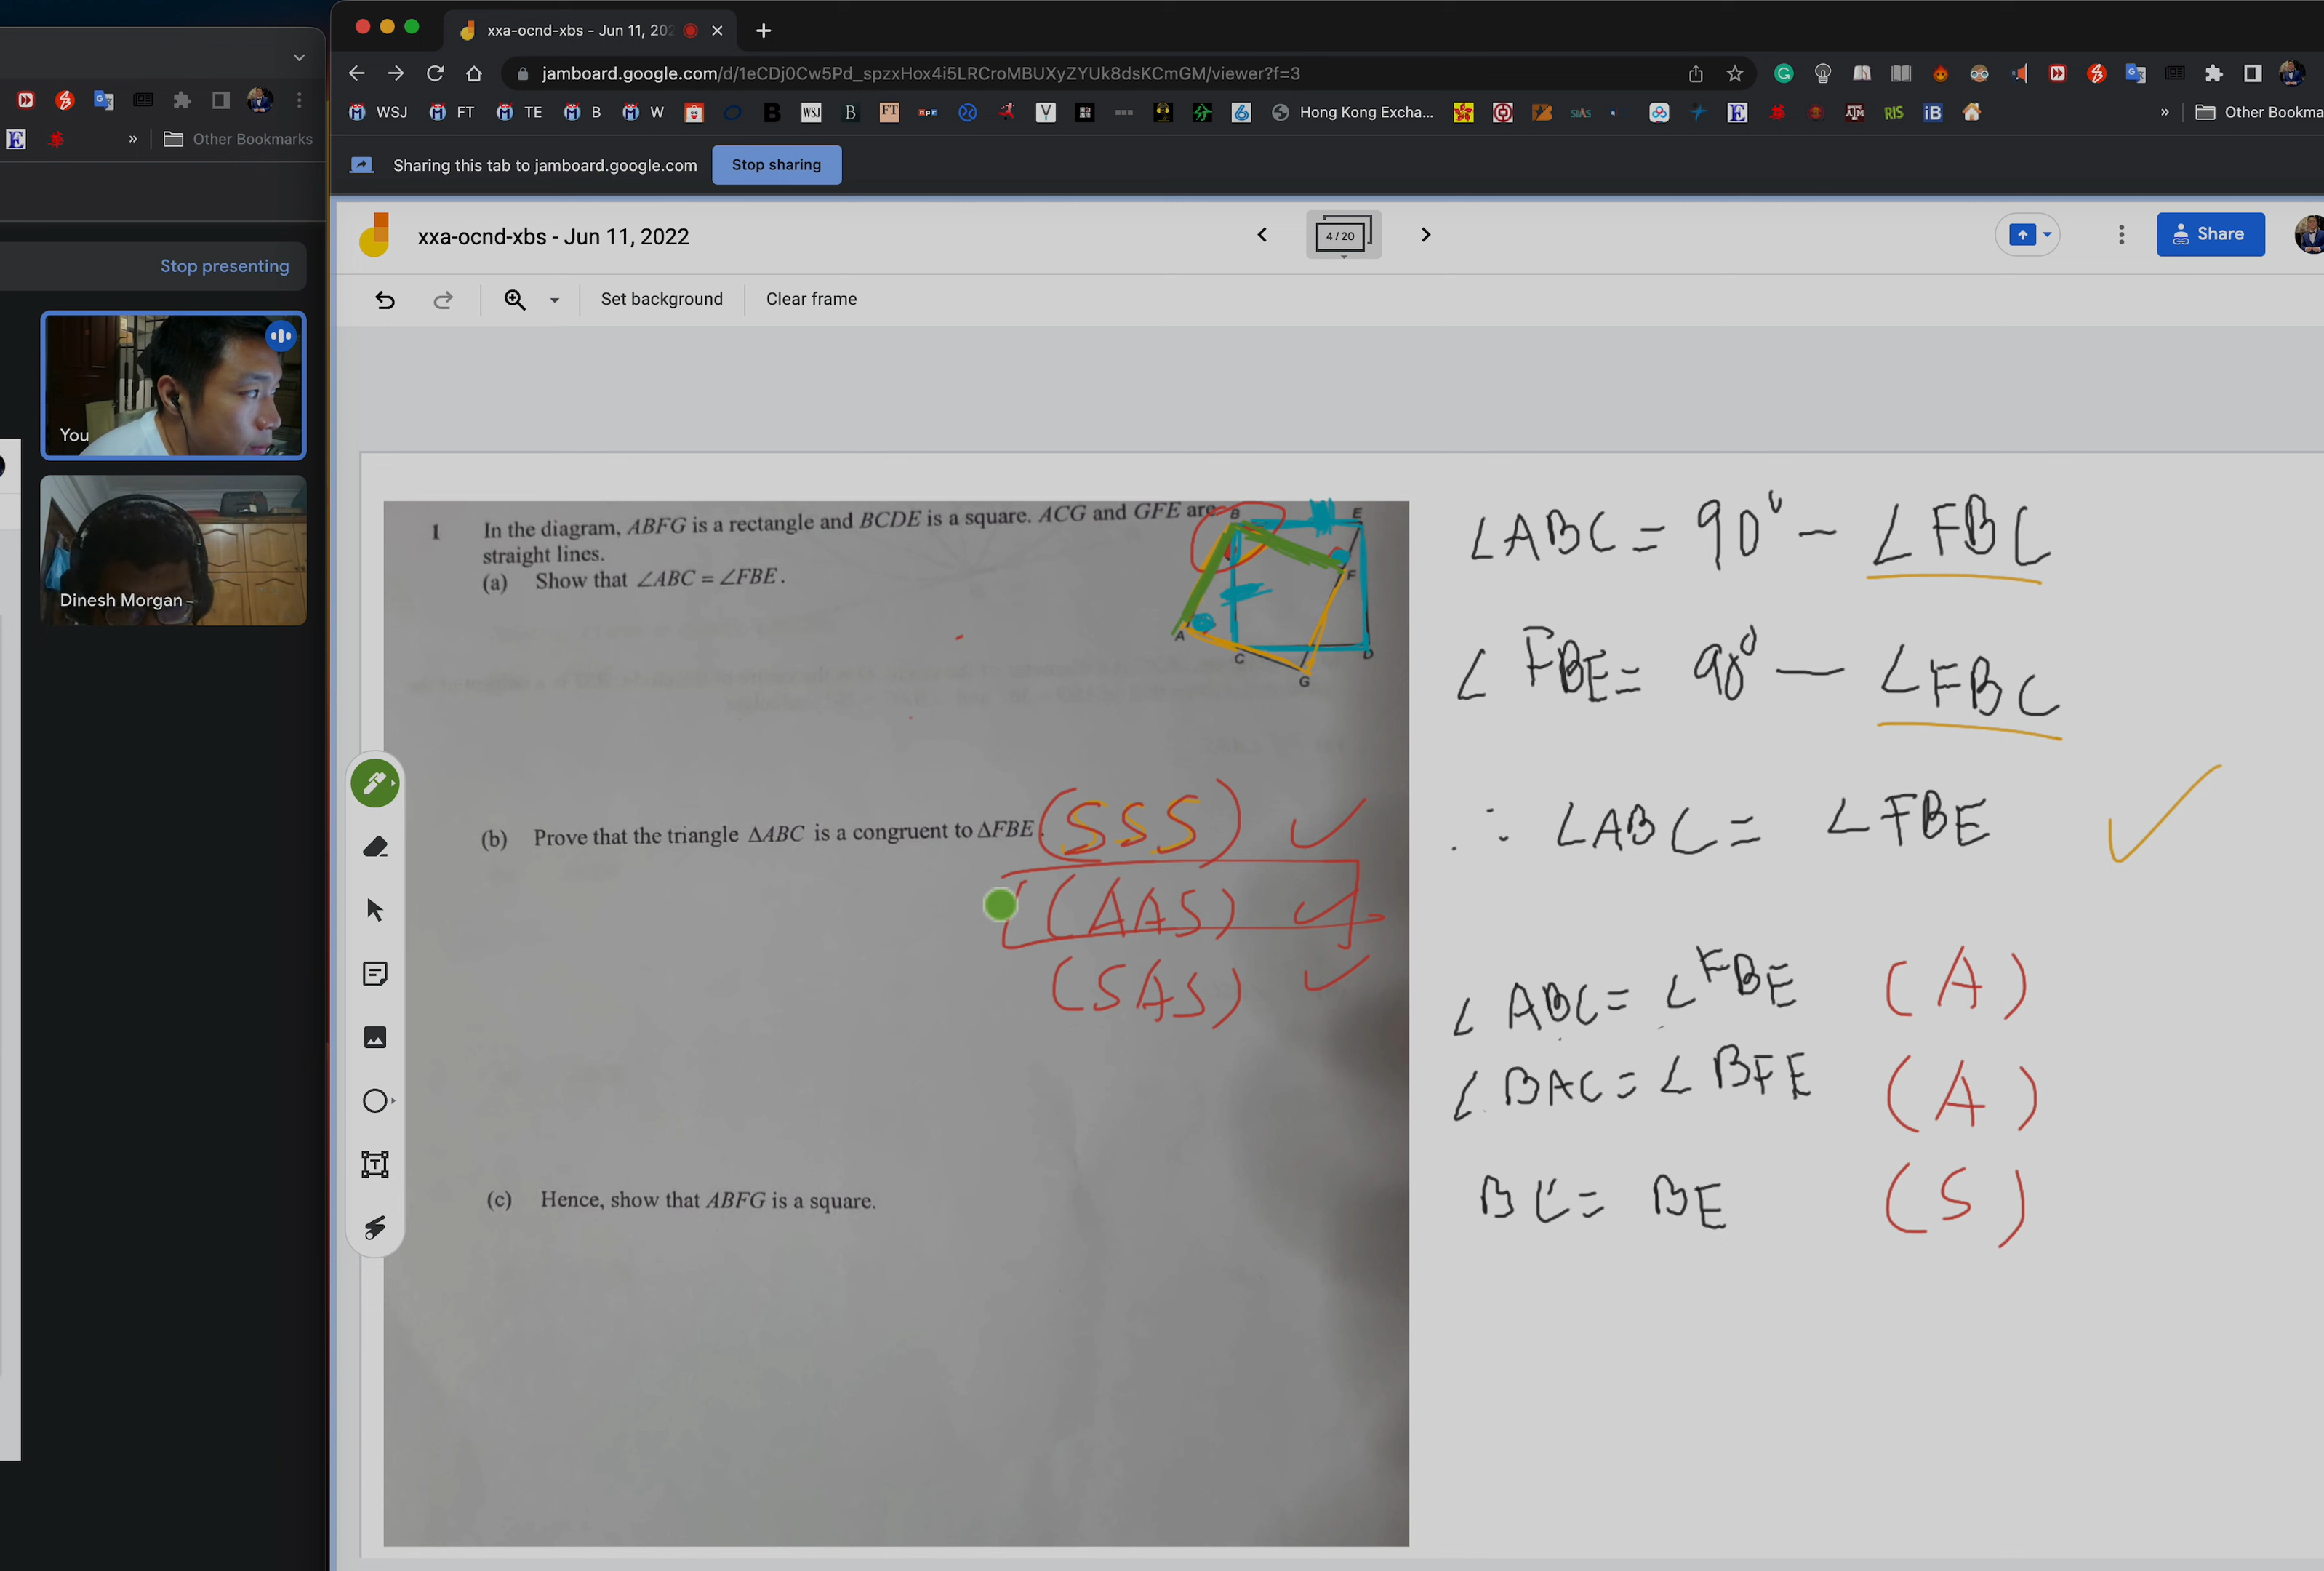 xxa-ocnd-xbs - Jun 11, 202
jamboard.google.com/d/1eCDj0Cw5Pd_spzxHox4i5LRCroMBUXyZYUk8dsKCmGM/viewer?f=3
WSJ FT TE B W Hong Kong Excha... Other Bookma
Other Bookmarks
Sharing this tab to jamboard.google.com Stop sharing
xxa-ocnd-xbs - Jun 11, 2022
4 / 20
Share
Stop presenting
Set background Clear frame
You
Dinesh Morgan
1 In the diagram, ABFG is a rectangle and BCDE is a square. ACG and GFE are
straight lines.
(a) Show that ∠ABC = ∠FBE.
B E
F
A
C D
G
(b) Prove that the triangle ΔABC is a congruent to ΔFBE.
(SSS) ✓
(AAS) ✓
(SAS) ✓
(c) Hence, show that ABFG is a square.
∠ABC = 90° - ∠FBC
∠FBE = 90° - ∠FBC
∴ ∠ABC = ∠FBE ✓
∠ABC = ∠FBE (A)
∠BAC = ∠BFE (A)
BC = BE (S)